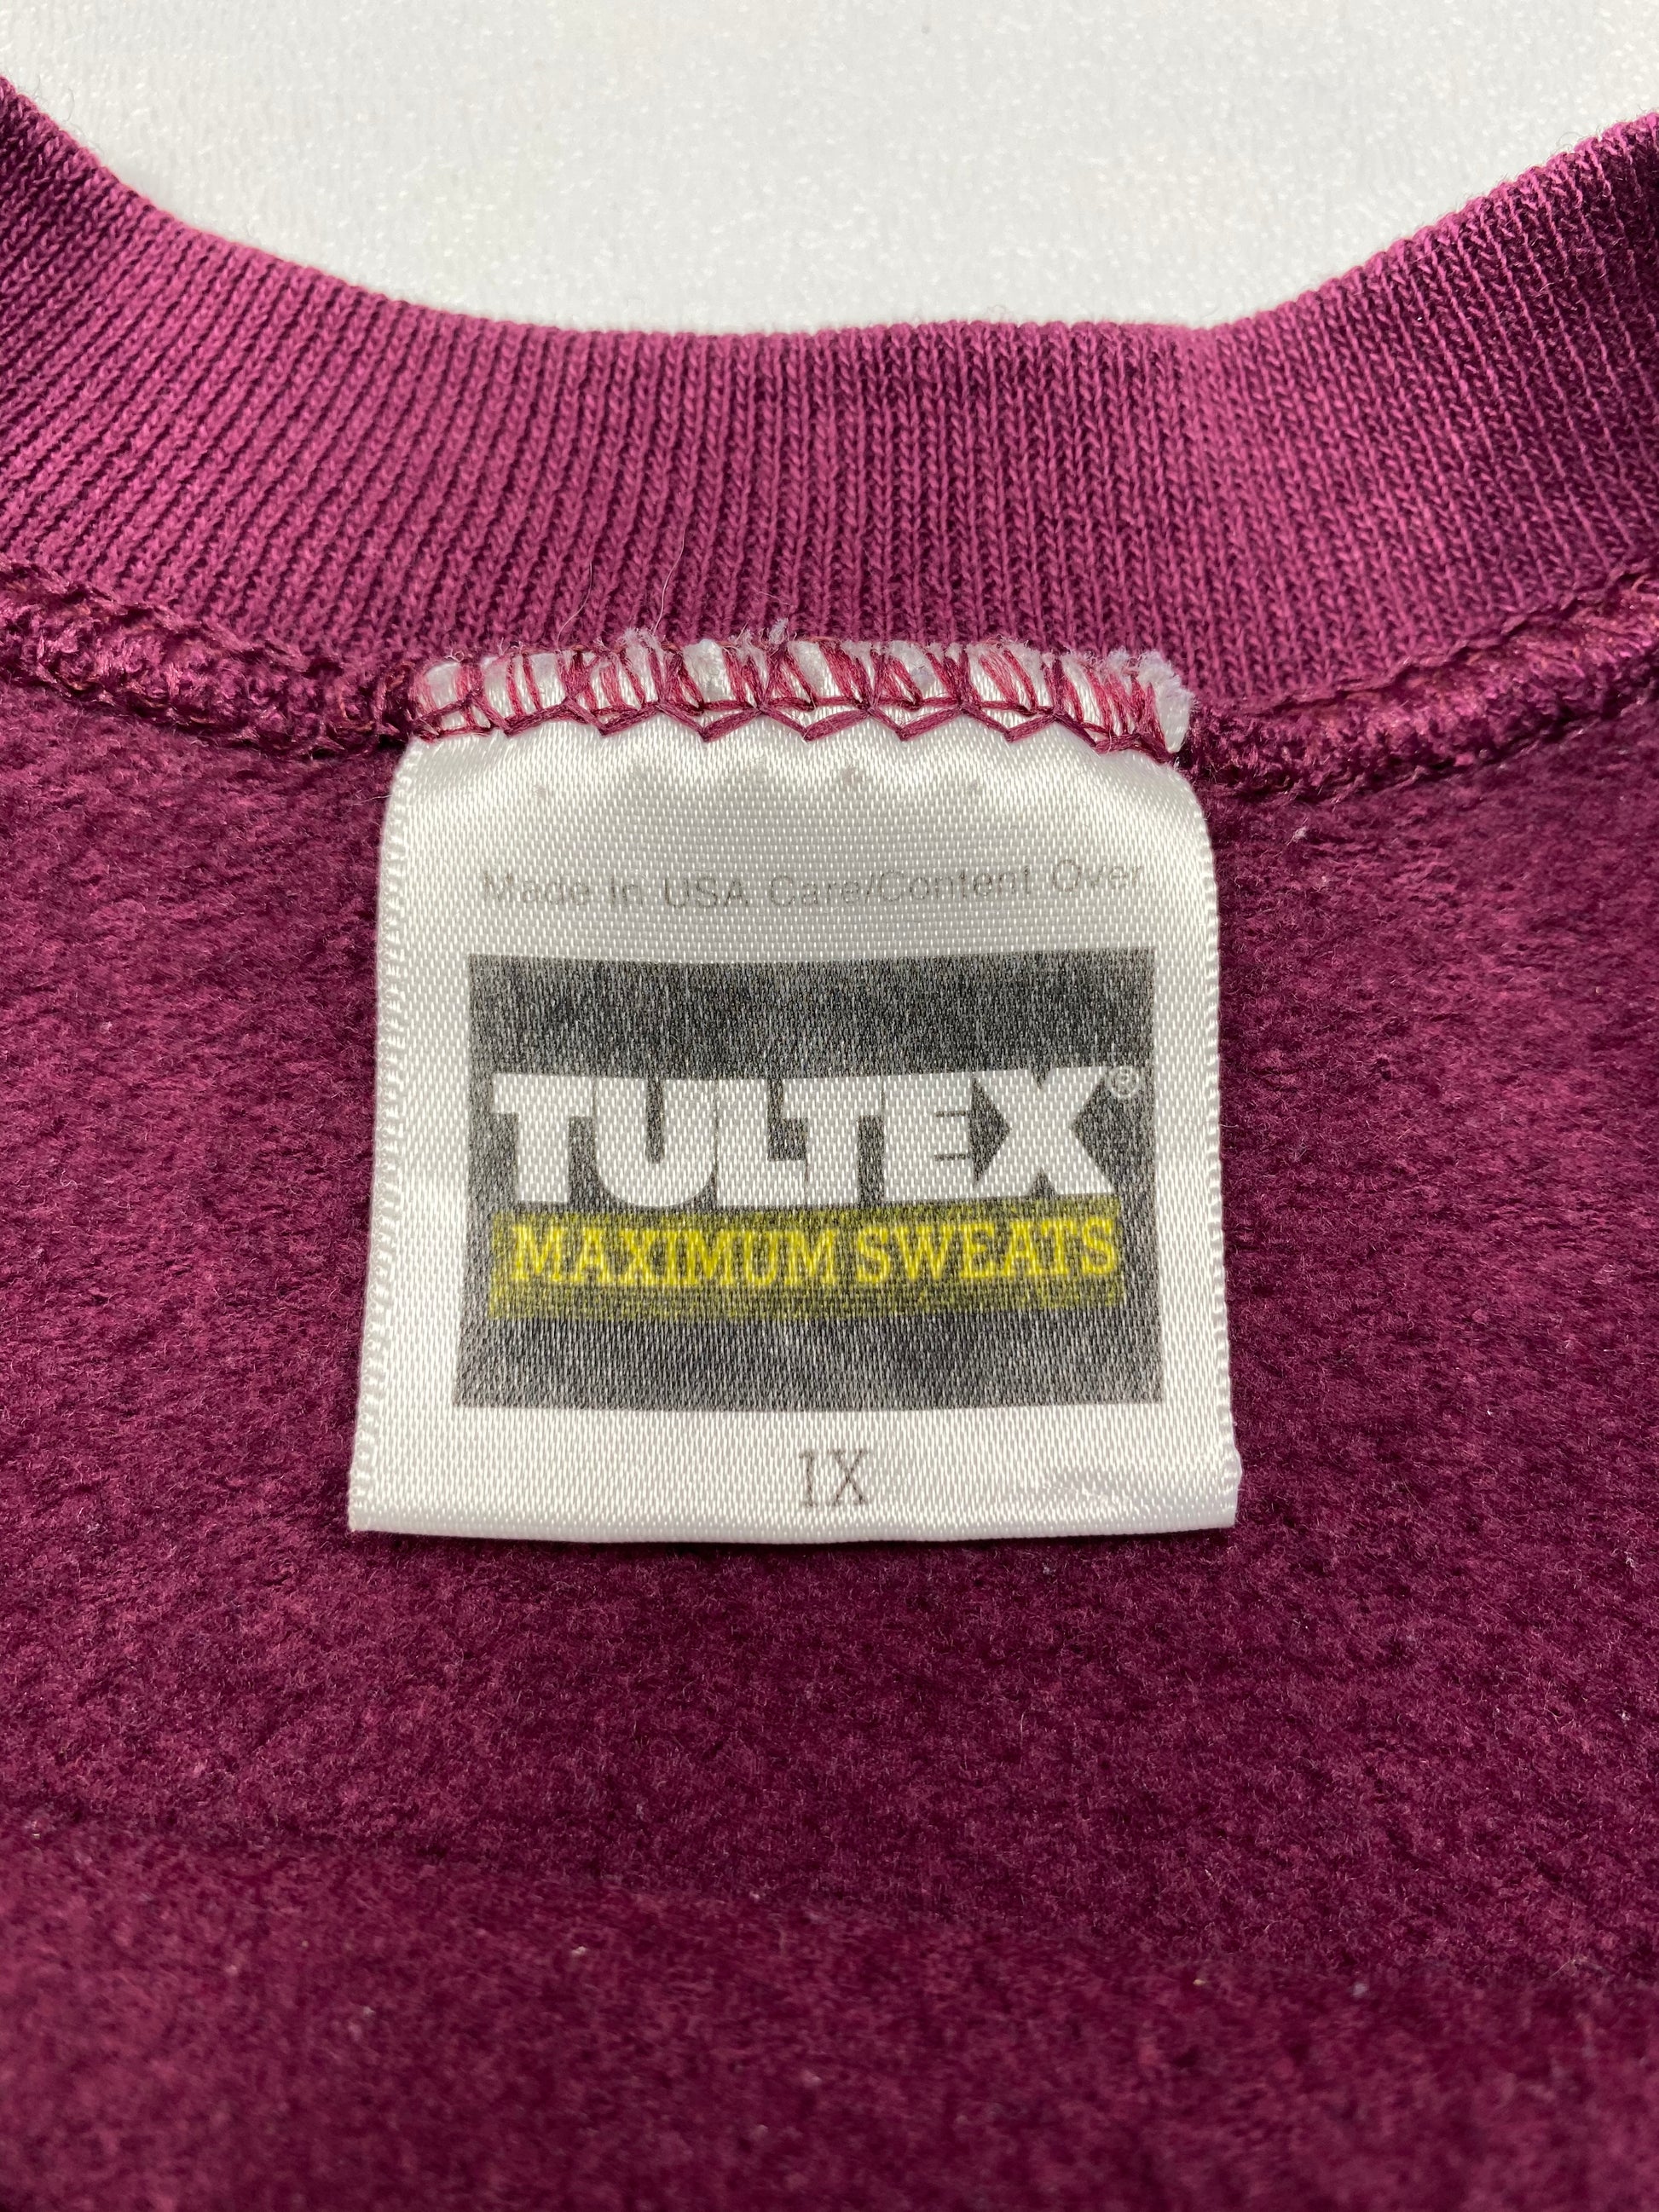 Made In USA Care/Content Over
TULTEX®
MAXIMUM SWEATS
1X